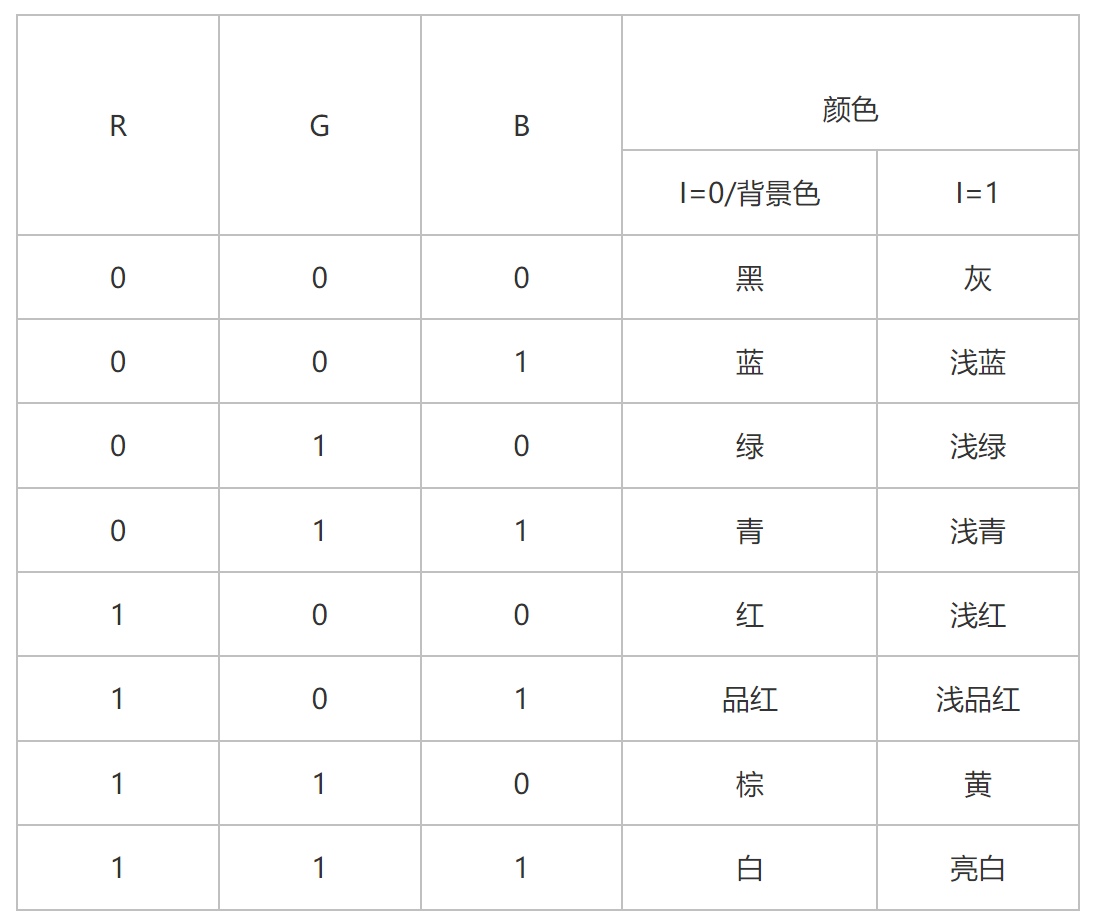 R G B 颜色
I=0/背景色 I=1
0 0 0 黑 灰
0 0 1 蓝 浅蓝
0 1 0 绿 浅绿
0 1 1 青 浅青
1 0 0 红 浅红
1 0 1 品红 浅品红
1 1 0 棕 黄
1 1 1 白 亮白